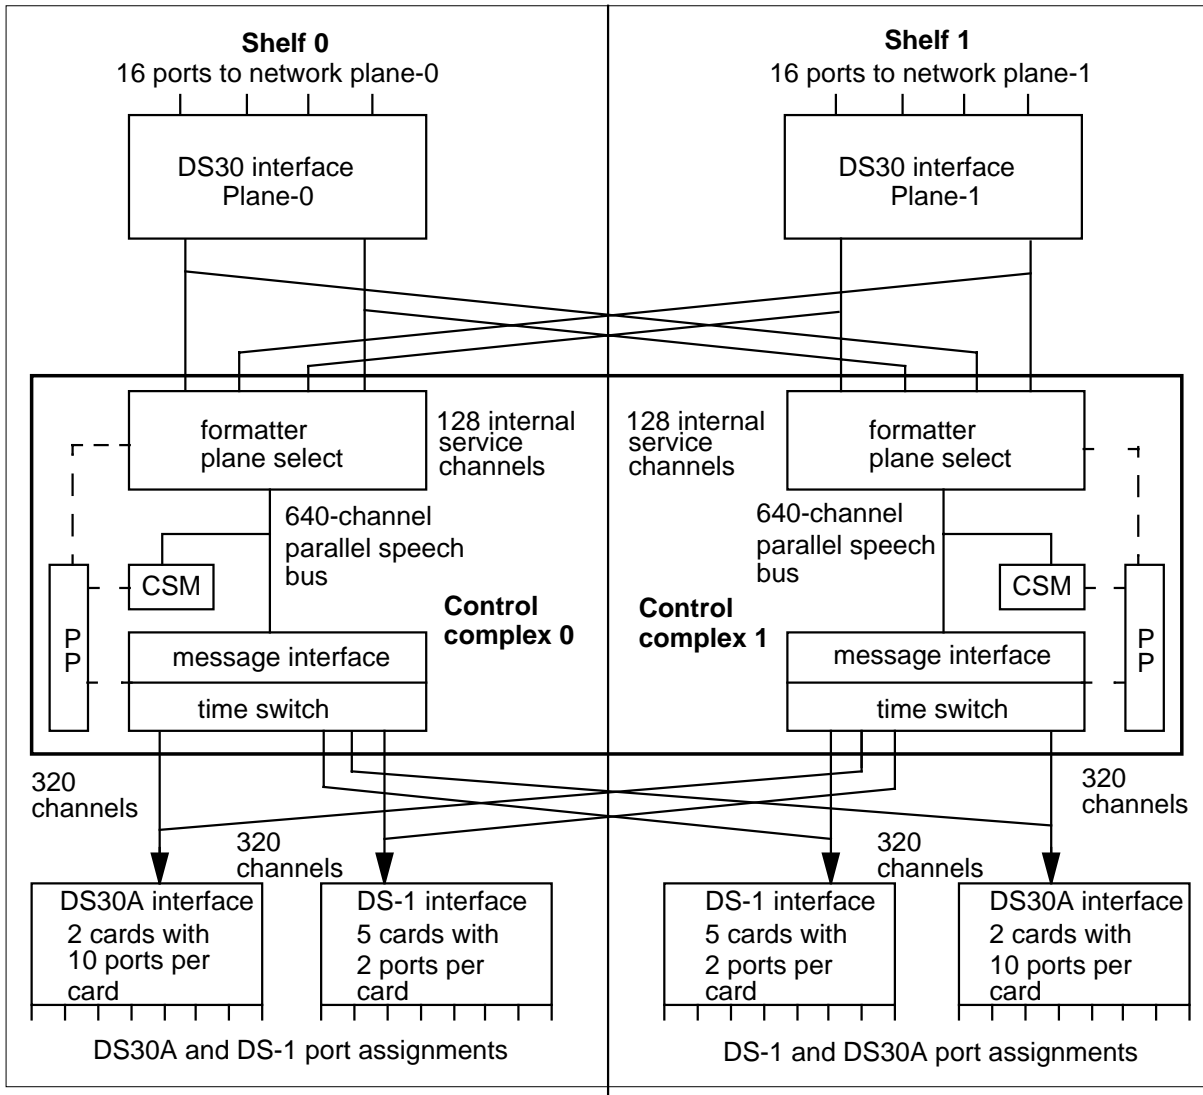 Shelf 0
16 ports to network plane-0
DS30 interface
Plane-0
Shelf 1
16 ports to network plane-1
DS30 interface
Plane-1
formatter
plane select
128 internal
service
channels
640-channel
parallel speech
bus
CSM
P
P
Control
complex 0
message interface
time switch
128 internal
service
channels
formatter
plane select
640-channel
parallel speech
bus
CSM
P
P
Control
complex 1
message interface
time switch
320
channels
320
channels
320
channels
320
channels
DS30A interface
2 cards with
10 ports per
card
DS-1 interface
5 cards with
2 ports per
card
DS-1 interface
5 cards with
2 ports per
card
DS30A interface
2 cards with
10 ports per
card
DS30A and DS-1 port assignments
DS-1 and DS30A port assignments